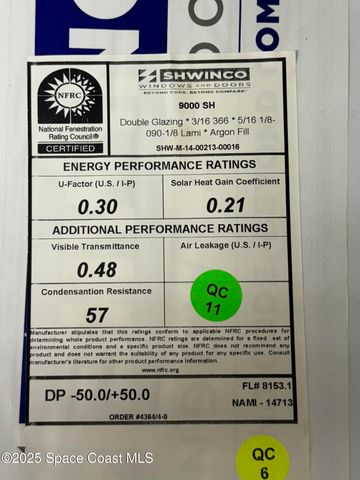 NFRC
National Fenestration
Rating Council®
CERTIFIED
SHWINCO
WINDOWS AND DOORS
BEYOND CODE. BEYOND COMPARE.
9000 SH
Double Glazing * 3/16 366 * 5/16 1/8-
090-1/8 Lami * Argon Fill
SHW-M-14-00213-00016
ENERGY PERFORMANCE RATINGS
U-Factor (U.S. / I-P)
Solar Heat Gain Coefficient
0.30
0.21
ADDITIONAL PERFORMANCE RATINGS
Visible Transmittance
Air Leakage (U.S. / I-P)
0.48
Condensantion Resistance
57
QC
11
Manufacturer stipulates that this ratings conform to applicable NFRC procedures for
determining whole product performance. NFRC ratings are determined for a fixed set of
environmental conditions and a specific product size. NFRC does not recommend any
product and does not warrant the suitability of any product for any specific use. Consult
manufacturer's literature for other product performance information.
www.nfrc.org
DP -50.0/+50.0
FL# 8153.1
NAMI - 14713
ORDER #4384/4-0
QC
6
OM
©2025 Space Coast MLS